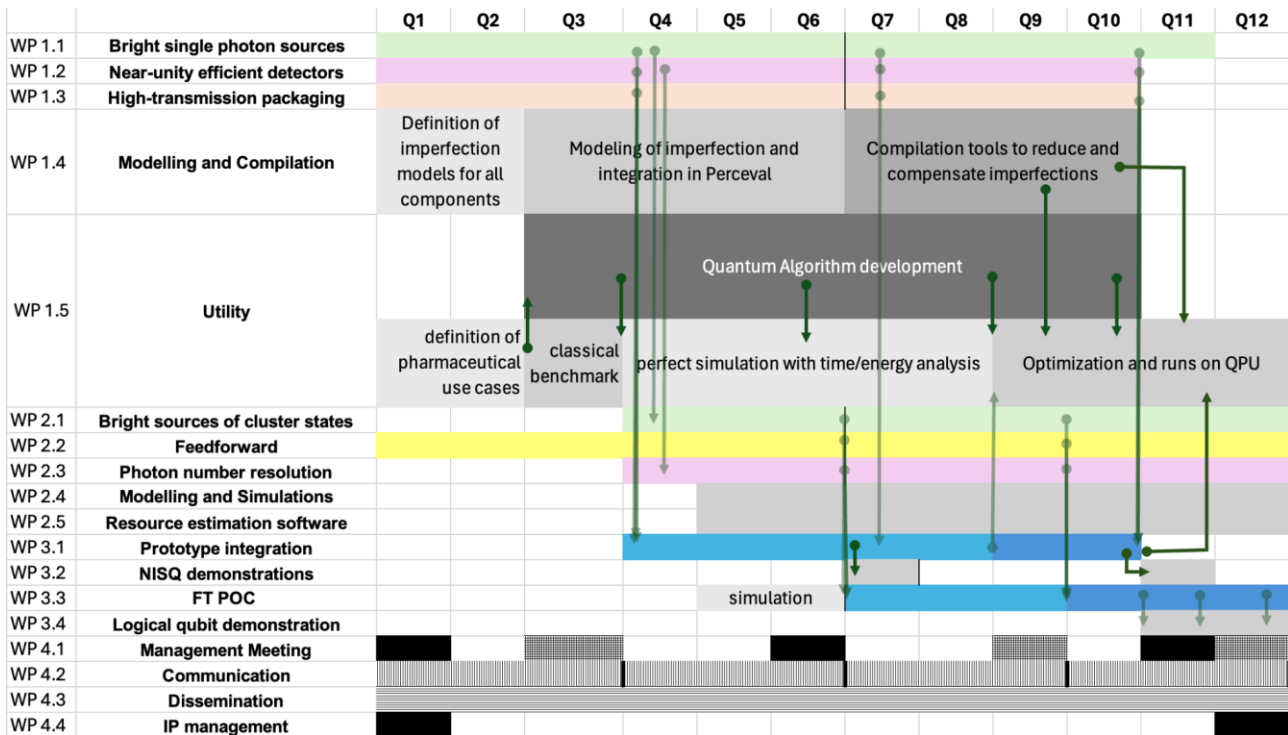 Q1 Q2 Q3 Q4 Q5 Q6 Q7 Q8 Q9 Q10 Q11 Q12
WP 1.1 Bright single photon sources
WP 1.2 Near-unity efficient detectors
WP 1.3 High-transmission packaging
WP 1.4 Modelling and Compilation
Definition of
imperfection
models for all
components
Modeling of imperfection and
integration in Perceval
Compilation tools to reduce and
compensate imperfections
WP 1.5 Utility
Quantum Algorithm development
definition of
pharmaceutical
use cases
classical
benchmark
perfect simulation with time/energy analysis
Optimization and runs on QPU
WP 2.1 Bright sources of cluster states
WP 2.2 Feedforward
WP 2.3 Photon number resolution
WP 2.4 Modelling and Simulations
WP 2.5 Resource estimation software
WP 3.1 Prototype integration
WP 3.2 NISQ demonstrations
WP 3.3 FT POC simulation
WP 3.4 Logical qubit demonstration
WP 4.1 Management Meeting
WP 4.2 Communication
WP 4.3 Dissemination
WP 4.4 IP management